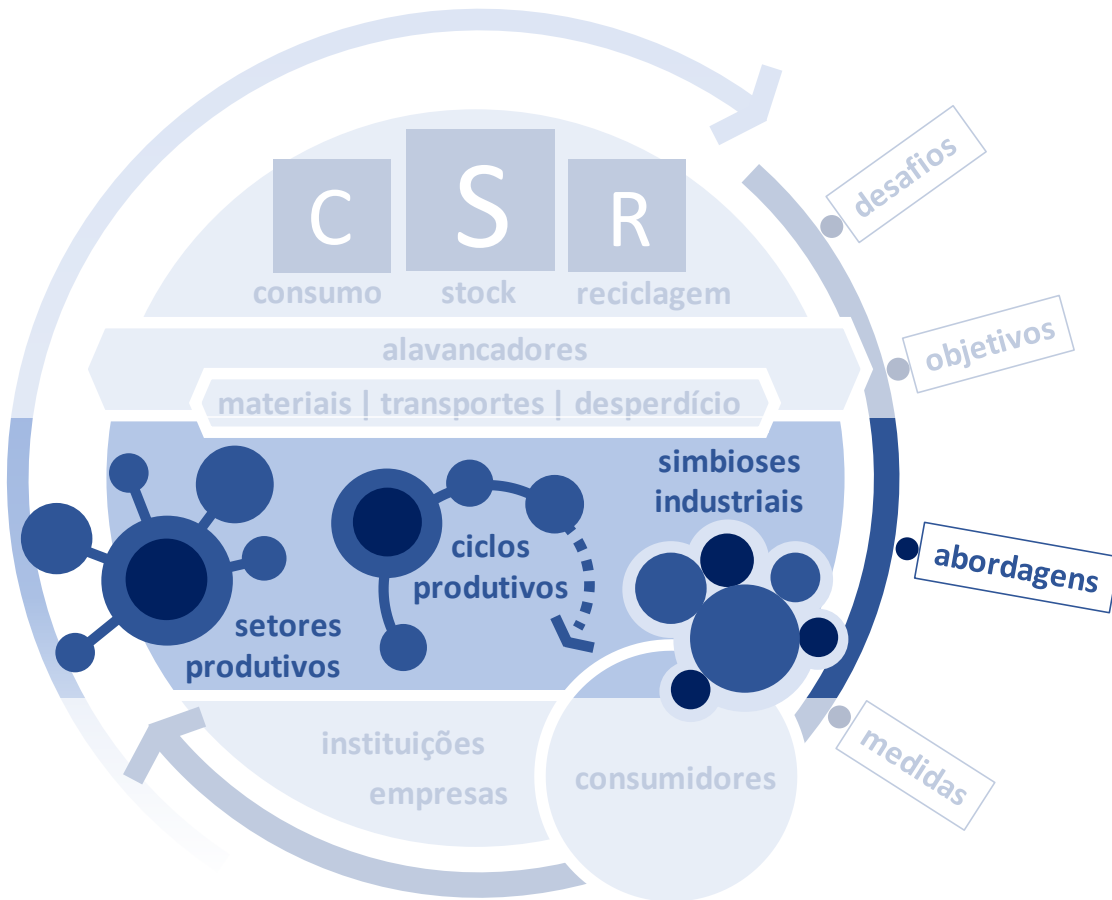 C S R
consumo stock reciclagem
alavancadores
materiais | transportes | desperdício
simbioses
industriais
ciclos
produtivos
setores
produtivos
instituições
empresas
consumidores
desafios
objetivos
abordagens
medidas